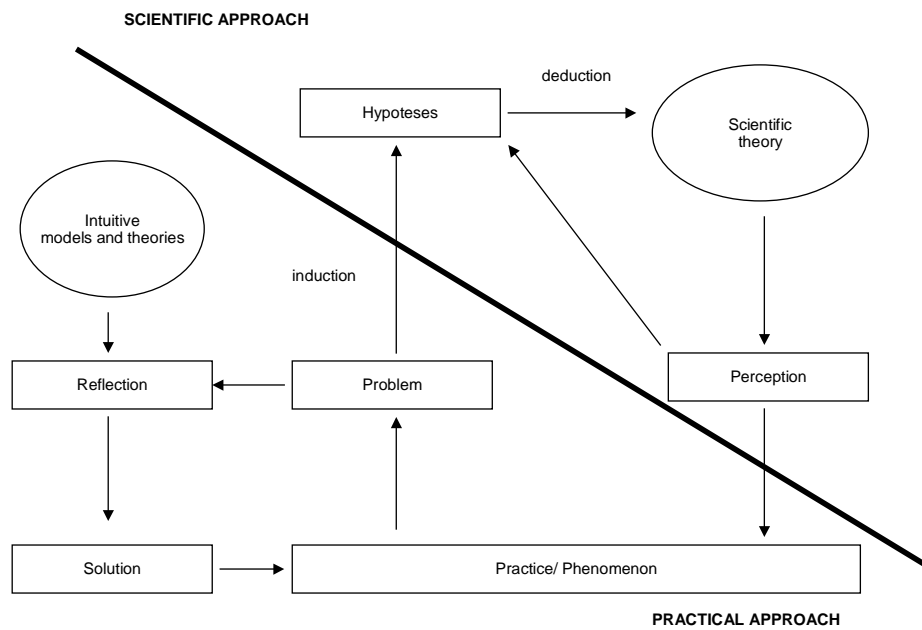 SCIENTIFIC APPROACH
deduction
Hypoteses
Scientific
theory
Intuitive
models and theories
induction
Reflection
Problem
Perception
Solution
Practice/ Phenomenon
PRACTICAL APPROACH